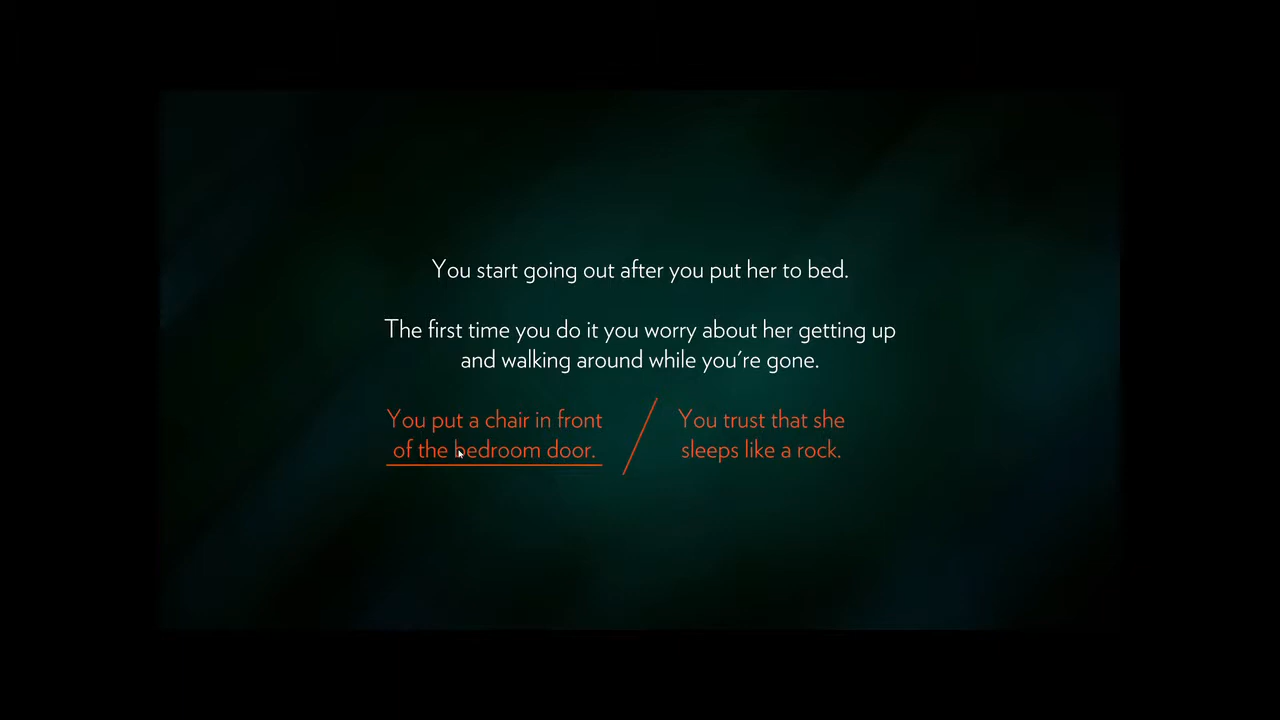 You start going out after you put her to bed.
The first time you do it you worry about her getting up
and walking around while you're gone.
You put a chair in front
of the bedroom door.
You trust that she
sleeps like a rock.